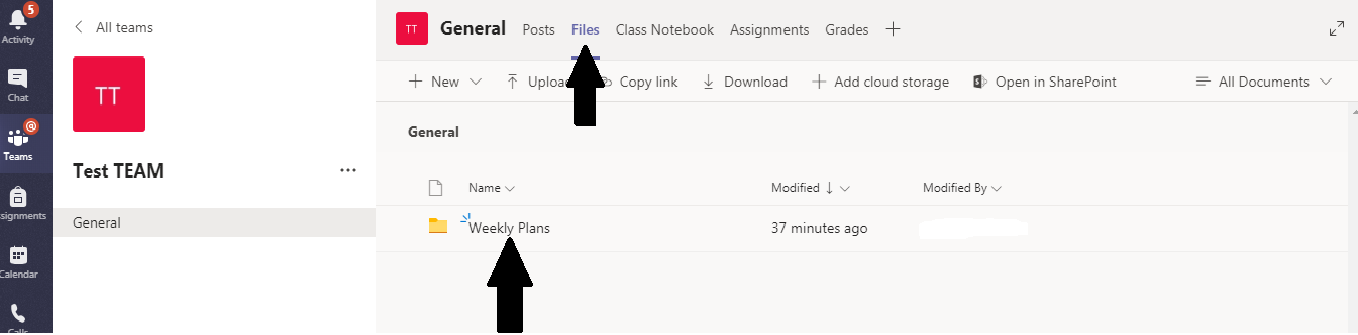 5
Activity
Chat
@
Teams
ssignments
Calendar
Calls
All teams
TT
Test TEAM
...
General
TT General Posts Files Class Notebook Assignments Grades +
+ New Upload Copy link Download + Add cloud storage Open in SharePoint All Documents
General
Name Modified ↓ Modified By
Weekly Plans 37 minutes ago